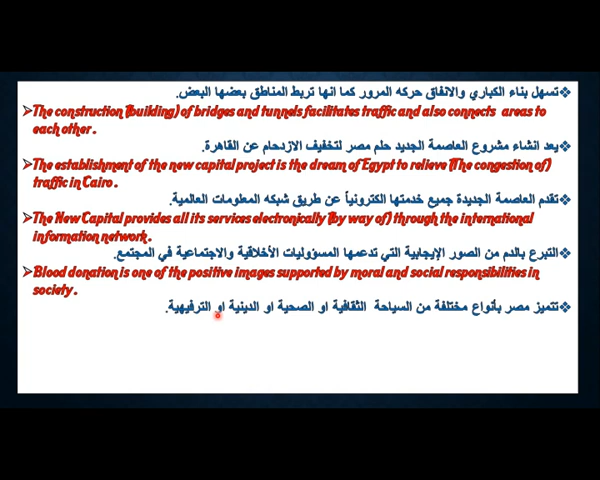 تسهل بناء الكباري والانفاق حركه المرور كما انها تربط المناطق بعضها البعض.
The construction (building) of bridges and tunnels facilitates traffic and also connects areas to
each other .
يعد انشاء مشروع العاصمة الجديد حلم مصر لتخفيف الازدحام عن القاهرة.
The establishment of the new capital project is the dream of Egypt to relieve (The congestion of)
traffic in Cairo .
تقدم العاصمة الجديدة جميع خدمتها الكترونياً عن طريق شبكه المعلومات العالمية.
The New Capital provides all its services electronically (by way of) through the international
information network .
التبرع بالدم من الصور الإيجابية التي تدعمها المسؤوليات الأخلاقية والاجتماعية في المجتمع.
Blood donation is one of the positive images supported by moral and social responsibilities in
society .
تتميز مصر بأنواع مختلفة من السياحة الثقافية او الصحية او الدينية او الترفيهية.